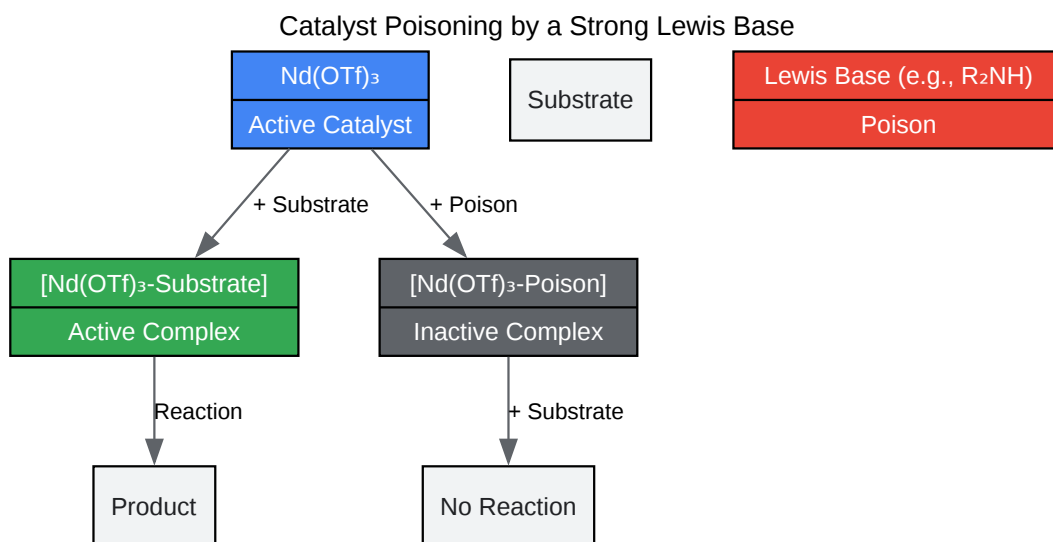 Catalyst Poisoning by a Strong Lewis Base
Nd(OTf)₃
Active Catalyst
Substrate
Lewis Base (e.g., R₂NH)
Poison
+ Substrate
+ Poison
[Nd(OTf)₃-Substrate]
Active Complex
[Nd(OTf)₃-Poison]
Inactive Complex
Reaction
+ Substrate
Product
No Reaction